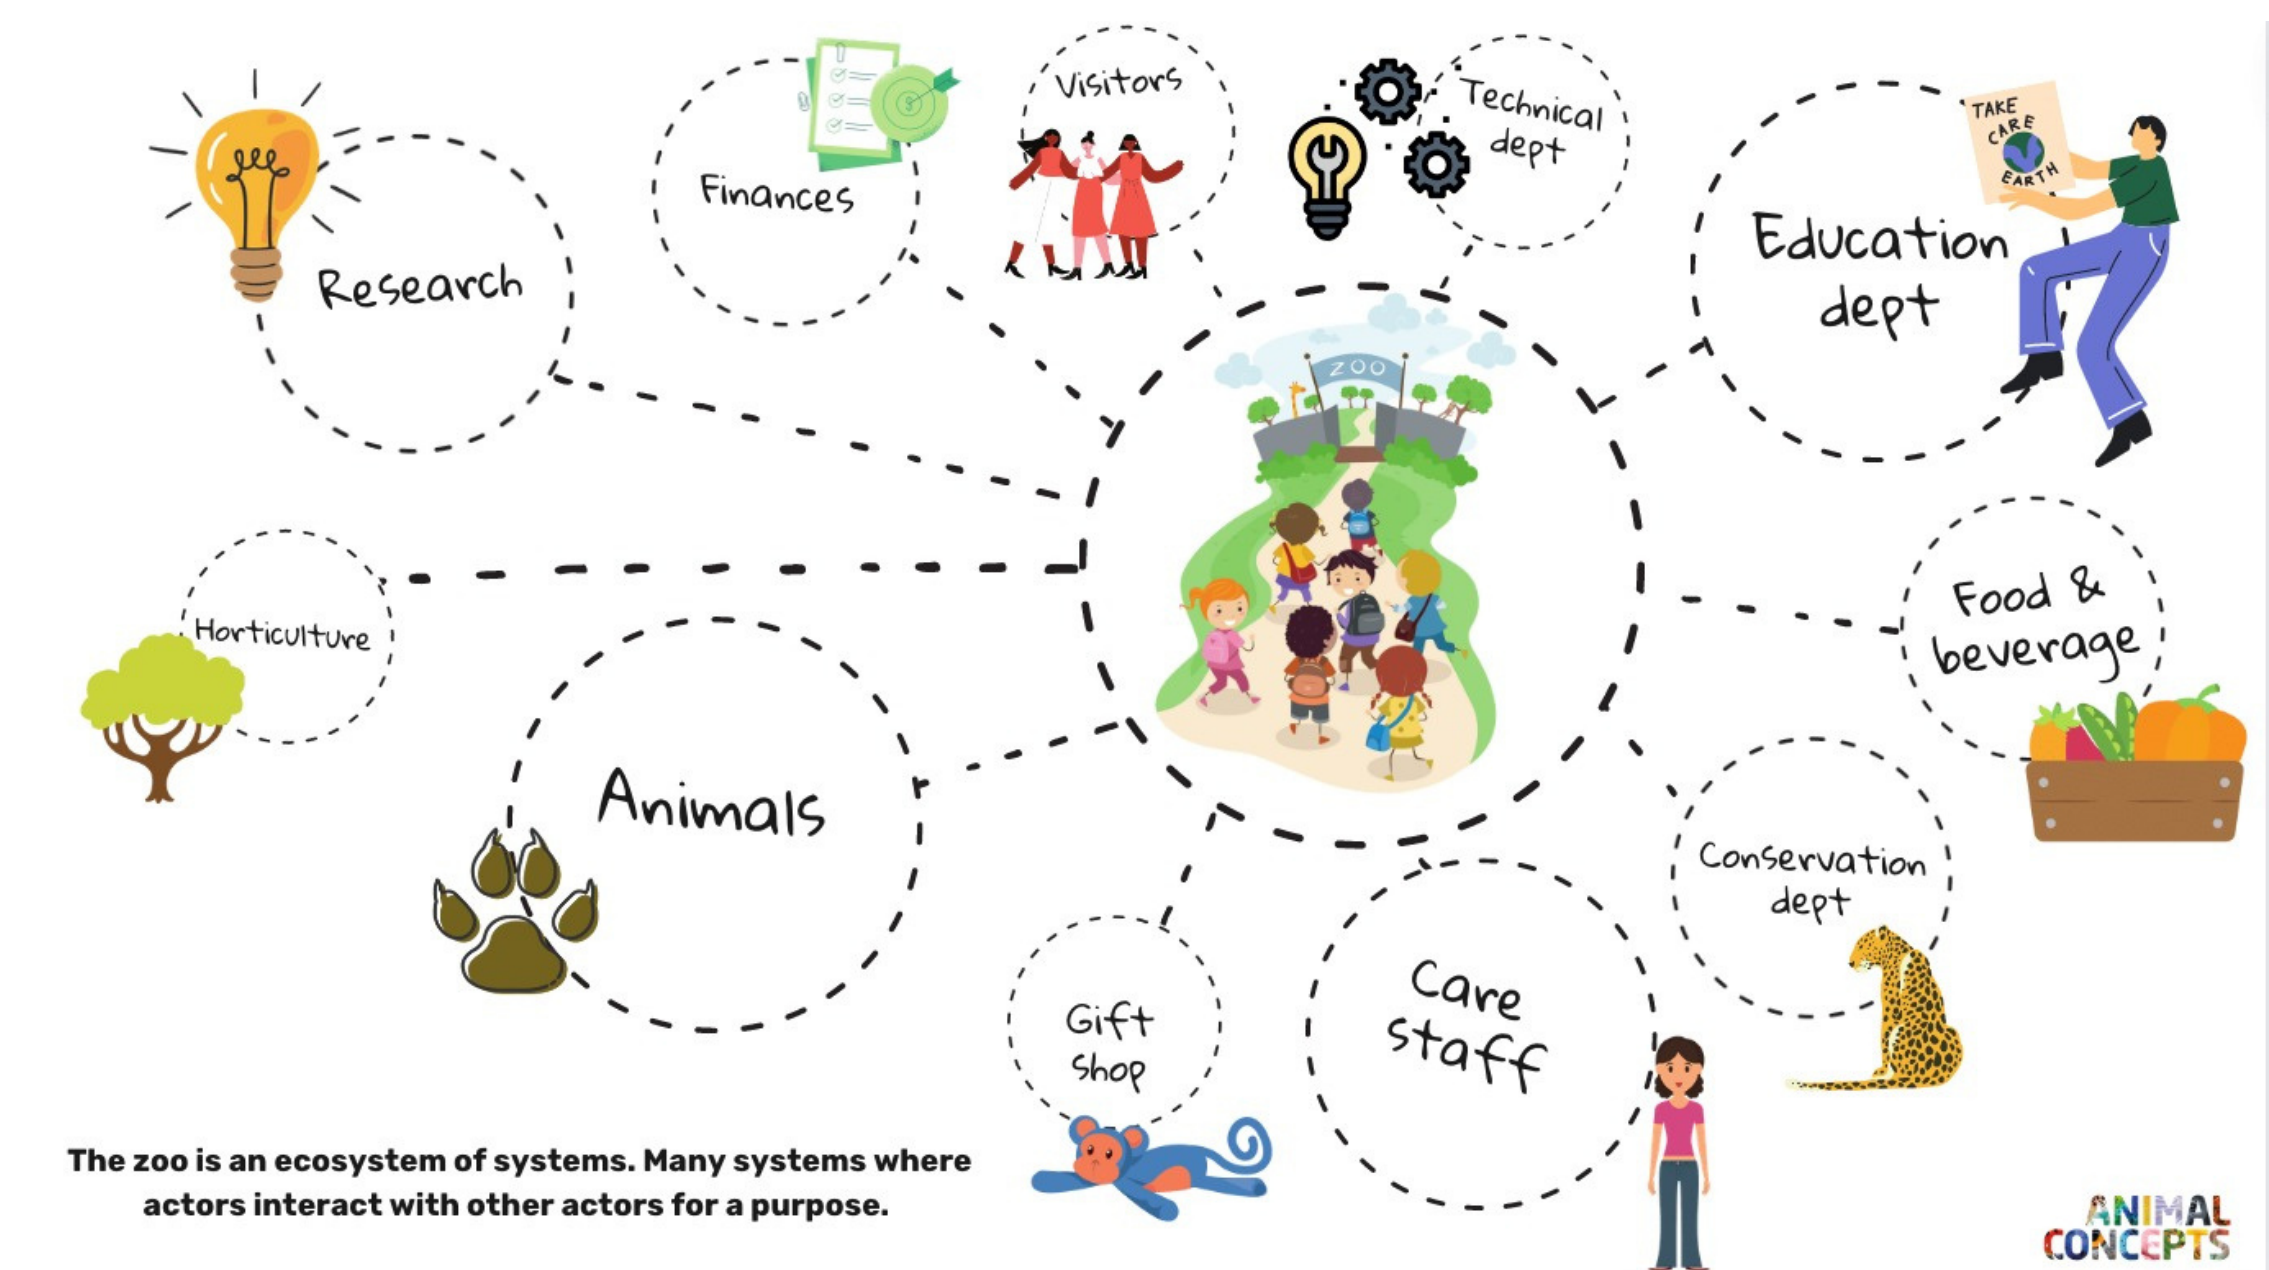 Visitors
Technical
dept
Finances
TAKE
CARE
EARTH
Education
dept
Research
ZOO
Horticulture
Food &
beverage
Animals
Conservation
dept
Care
staff
Gift
shop
The zoo is an ecosystem of systems. Many systems where
actors interact with other actors for a purpose.
ANIMAL
CONCEPTS